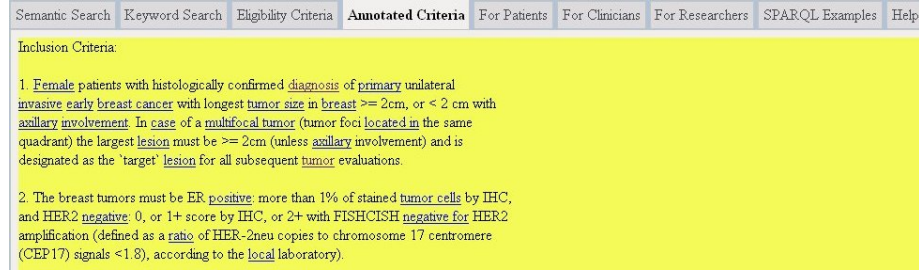 Semantic Search Keyword Search Eligibility Criteria Annotated Criteria For Patients For Clinicians For Researchers SPARQL Examples Help
Inclusion Criteria:
1. Female patients with histologically confirmed diagnosis of primary unilateral
invasive early breast cancer with longest tumor size in breast >= 2cm, or < 2 cm with
axillary involvement. In case of a multifocal tumor (tumor foci located in the same
quadrant) the largest lesion must be >= 2cm (unless axillary involvement) and is
designated as the `target` lesion for all subsequent tumor evaluations.
2. The breast tumors must be ER positive: more than 1% of stained tumor cells by IHC,
and HER2 negative: 0, or 1+ score by IHC, or 2+ with FISHCISH negative for HER2
amplification (defined as a ratio of HER-2neu copies to chromosome 17 centromere
(CEP17) signals <1.8), according to the local laboratory).